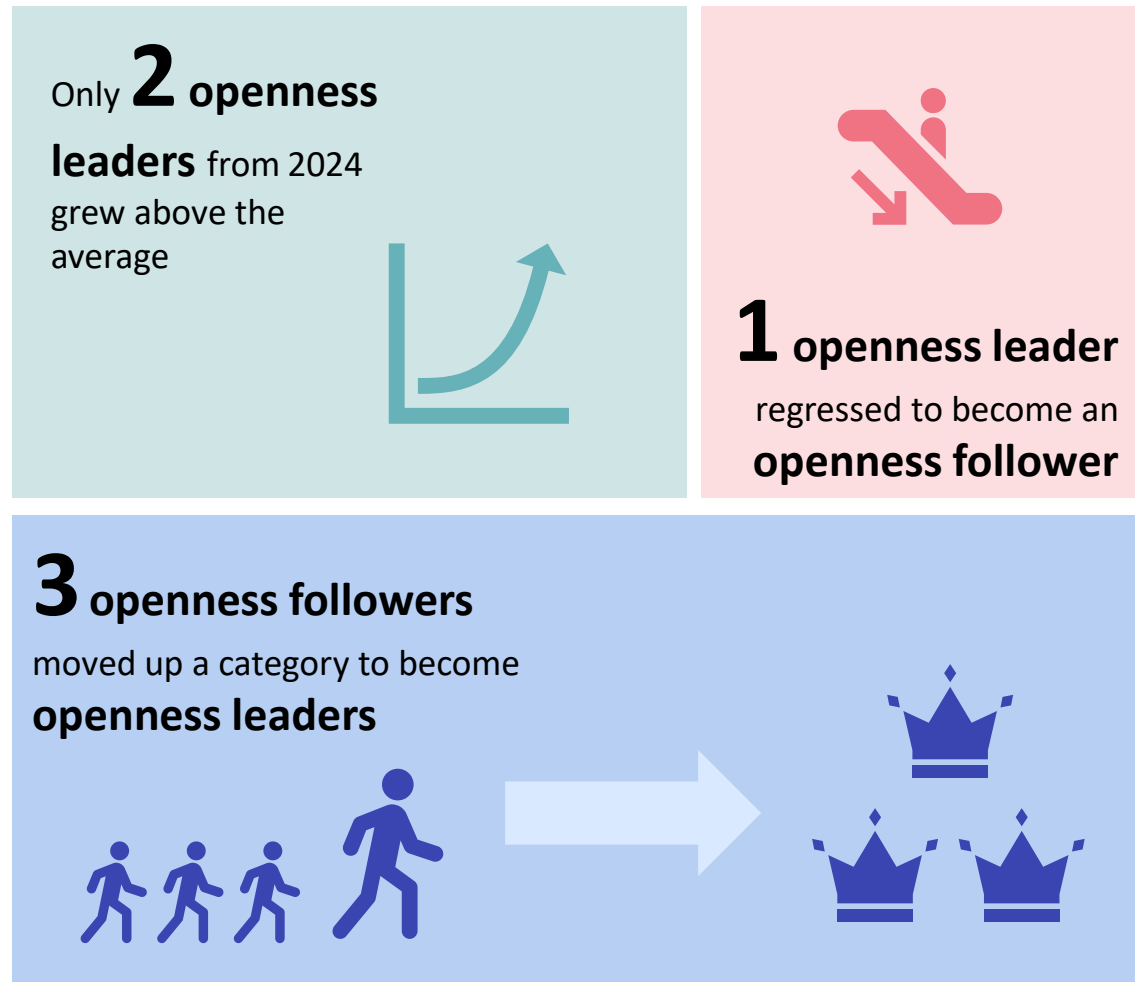 Only 2 openness
leaders from 2024
grew above the
average
1 openness leader
regressed to become an
openness follower
3 openness followers
moved up a category to become
openness leaders